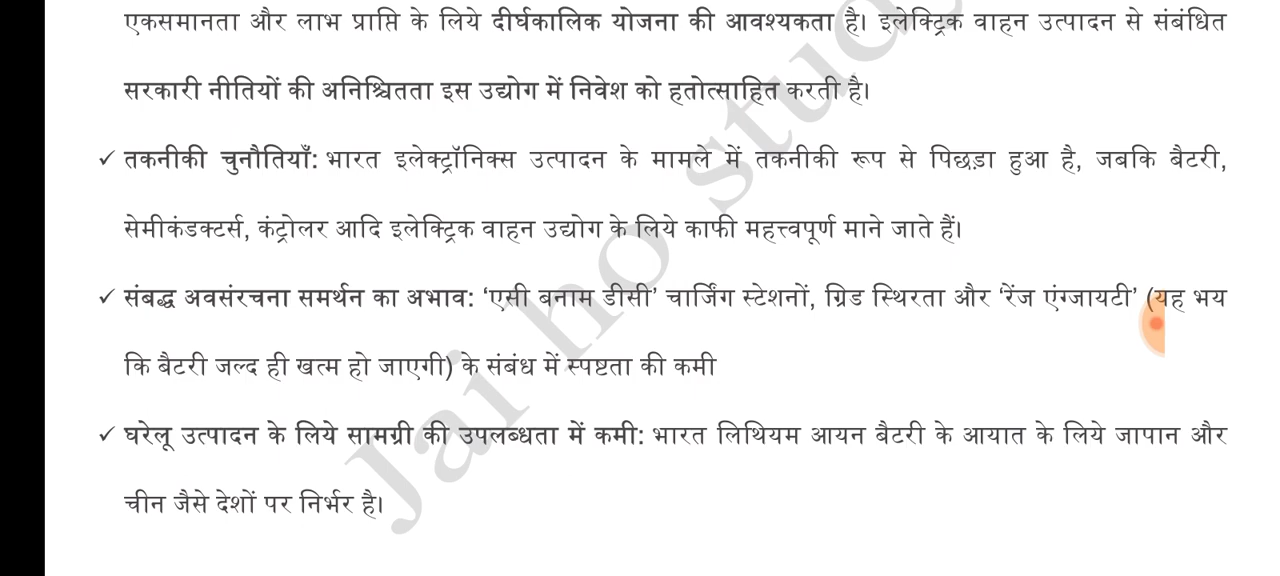 एकसमानता और लाभ प्राप्ति के लिये दीर्घकालिक योजना की आवश्यकता है। इलेक्ट्रिक वाहन उत्पादन से संबंधित
सरकारी नीतियों की अनिश्चितता इस उद्योग में निवेश को हतोत्साहित करती है।
✓ तकनीकी चुनौतियाँ: भारत इलेक्ट्रॉनिक्स उत्पादन के मामले में तकनीकी रूप से पिछड़ा हुआ है, जबकि बैटरी,
सेमीकंडक्टर्स, कंट्रोलर आदि इलेक्ट्रिक वाहन उद्योग के लिये काफी महत्त्वपूर्ण माने जाते हैं।
✓ संबद्ध अवसंरचना समर्थन का अभाव: ‘एसी बनाम डीसी’ चार्जिंग स्टेशनों, ग्रिड स्थिरता और ‘रेंज एंग्जायटी’ (यह भय
कि बैटरी जल्द ही खत्म हो जाएगी) के संबंध में स्पष्टता की कमी
✓ घरेलू उत्पादन के लिये सामग्री की उपलब्धता में कमी: भारत लिथियम आयन बैटरी के आयात के लिये जापान और
चीन जैसे देशों पर निर्भर है।
Jai ho study